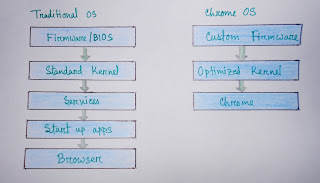 Traditional OS
Firmware/BIOS
Standard Kernel
Services
Start up apps
Browser
Chrome OS
Custom Firmware
Optimized Kernel
Chrome